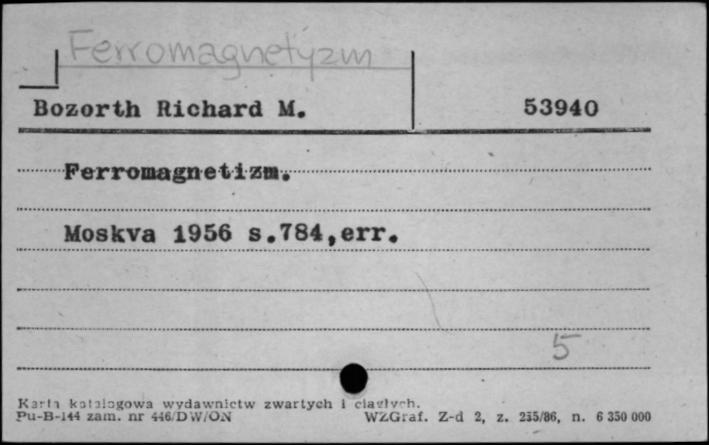 Ferromagnetyzm
Bozorth Richard M. 53940
Ferromagnetizm.
Moskva 1956 s.784,err.
5
Karta katalogowa wydawnictw zwartych i ciągłych.
Pu-B-144 zam. nr 446/DW/ON WZGraf. Z-d 2, z. 235/86, n. 6 350 000